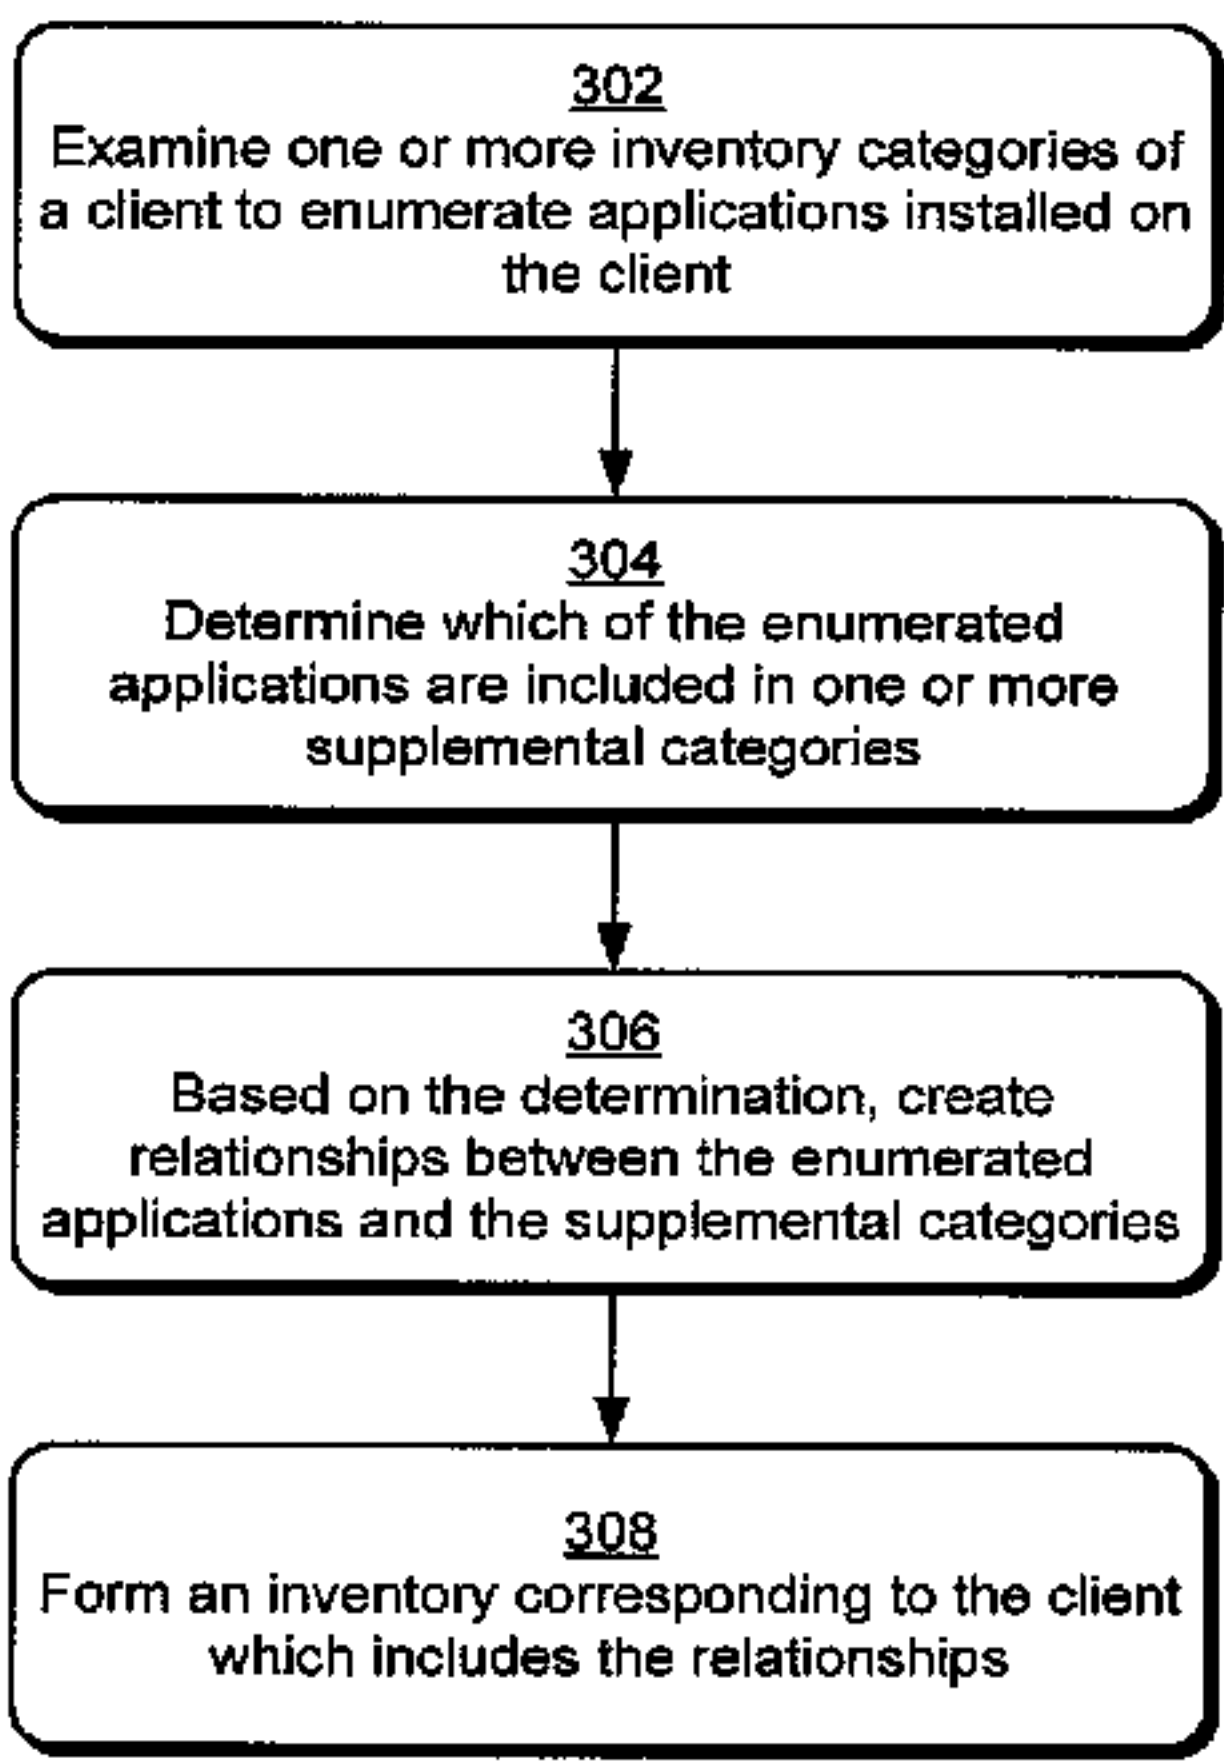 302
Examine one or more inventory categories of
a client to enumerate applications installed on
the client
304
Determine which of the enumerated
applications are included in one or more
supplemental categories
306
Based on the determination, create
relationships between the enumerated
applications and the supplemental categories
308
Form an inventory corresponding to the client
which includes the relationships